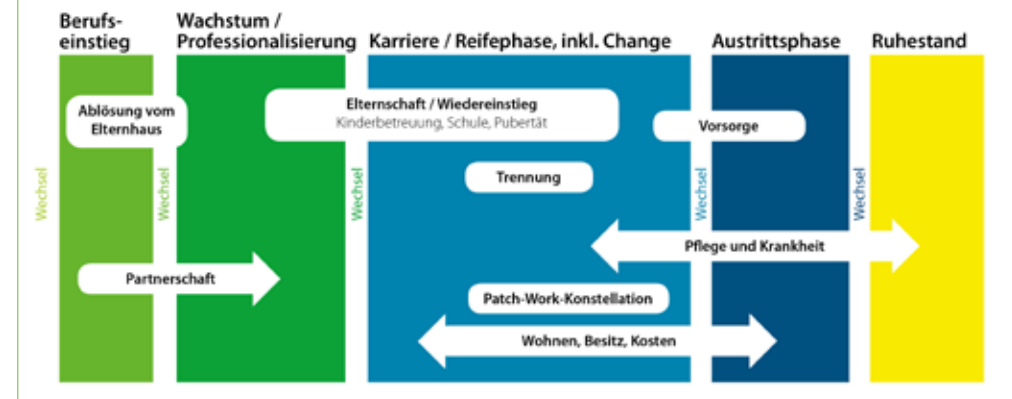 Berufs-
einstieg
Wachstum /
Professionalisierung
Karriere / Reifephase, inkl. Change
Austrittsphase
Ruhestand
Ablösung vom
Elternhaus
Elternschaft / Wiedereinstieg
Kinderbetreuung, Schule, Pubertät
Vorsorge
Trennung
Wechsel
Wechsel
Wechsel
Wechsel
Wechsel
Pflege und Krankheit
Partnerschaft
Patch-Work-Konstellation
Wohnen, Besitz, Kosten